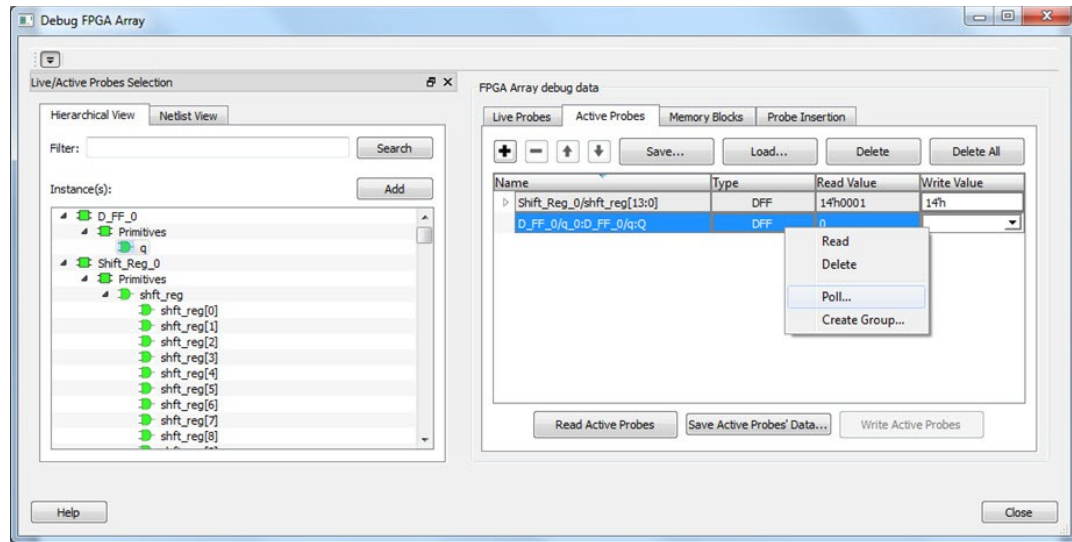 Debug FPGA Array
Live/Active Probes Selection
Hierarchical View Netlist View
Filter: Search
Instance(s): Add
D_FF_0
Primitives
q
Shift_Reg_0
Primitives
shft_reg
shft_reg[0]
shft_reg[1]
shft_reg[2]
shft_reg[3]
shft_reg[4]
shft_reg[5]
shft_reg[6]
shft_reg[7]
shft_reg[8]
FPGA Array debug data
Live Probes Active Probes Memory Blocks Probe Insertion
Save... Load... Delete Delete All
Name Type Read Value Write Value
Shift_Reg_0/shft_reg[13:0] DFF 14'h0001 14'h
D_FF_0/q_0:D_FF_0/q:Q DFF 0
Read
Delete
Poll...
Create Group...
Read Active Probes Save Active Probes' Data... Write Active Probes
Help Close